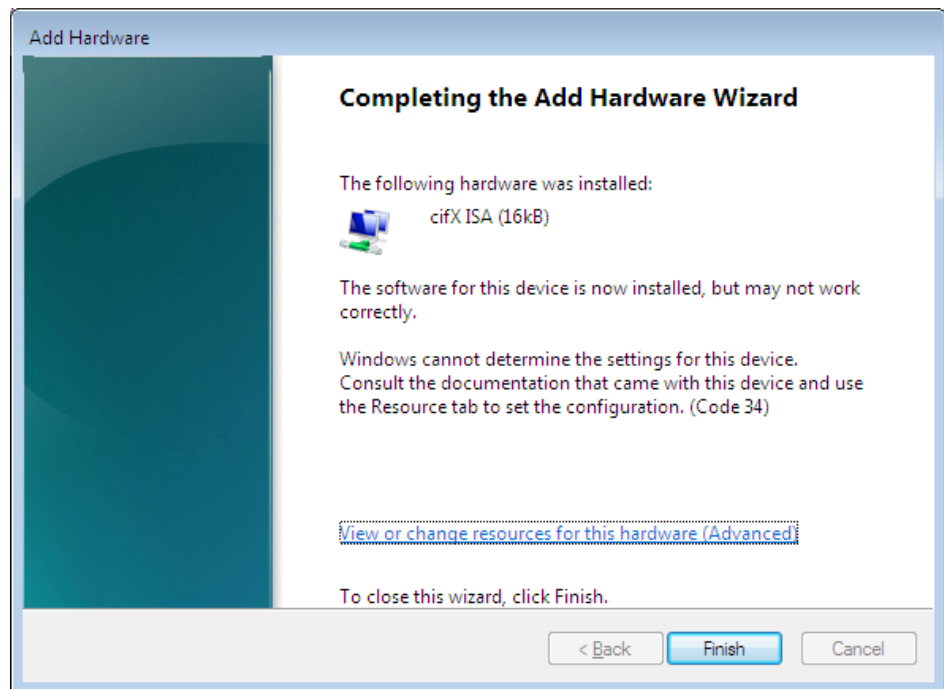 Add Hardware
Completing the Add Hardware Wizard
The following hardware was installed:
cifX ISA (16kB)
The software for this device is now installed, but may not work
correctly.
Windows cannot determine the settings for this device.
Consult the documentation that came with this device and use
the Resource tab to set the configuration. (Code 34)
View or change resources for this hardware (Advanced)
To close this wizard, click Finish.
< Back Finish Cancel